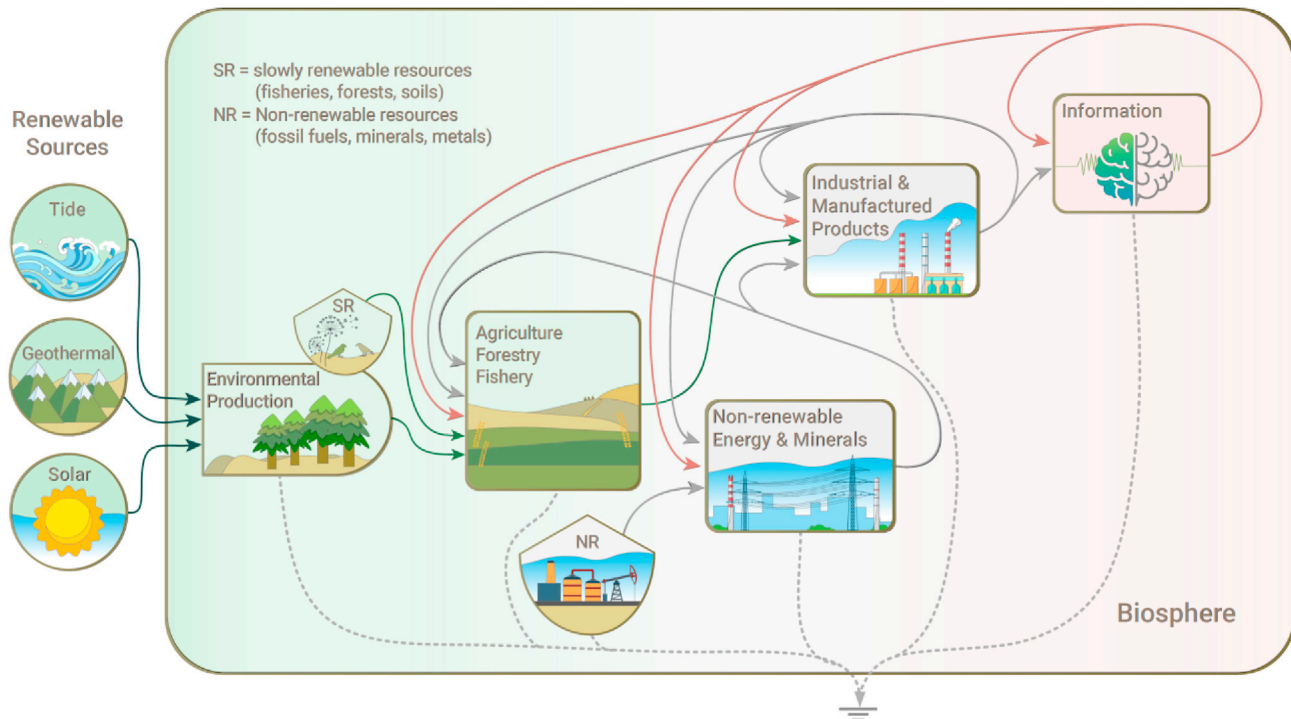 SR = slowly renewable resources
(fisheries, forests, soils)
NR = Non-renewable resources
(fossil fuels, minerals, metals)
Renewable
Sources
Tide
Geothermal
Solar
SR
Environmental
Production
Agriculture
Forestry
Fishery
NR
Non-renewable
Energy & Minerals
Industrial &
Manufactured
Products
Information
Biosphere